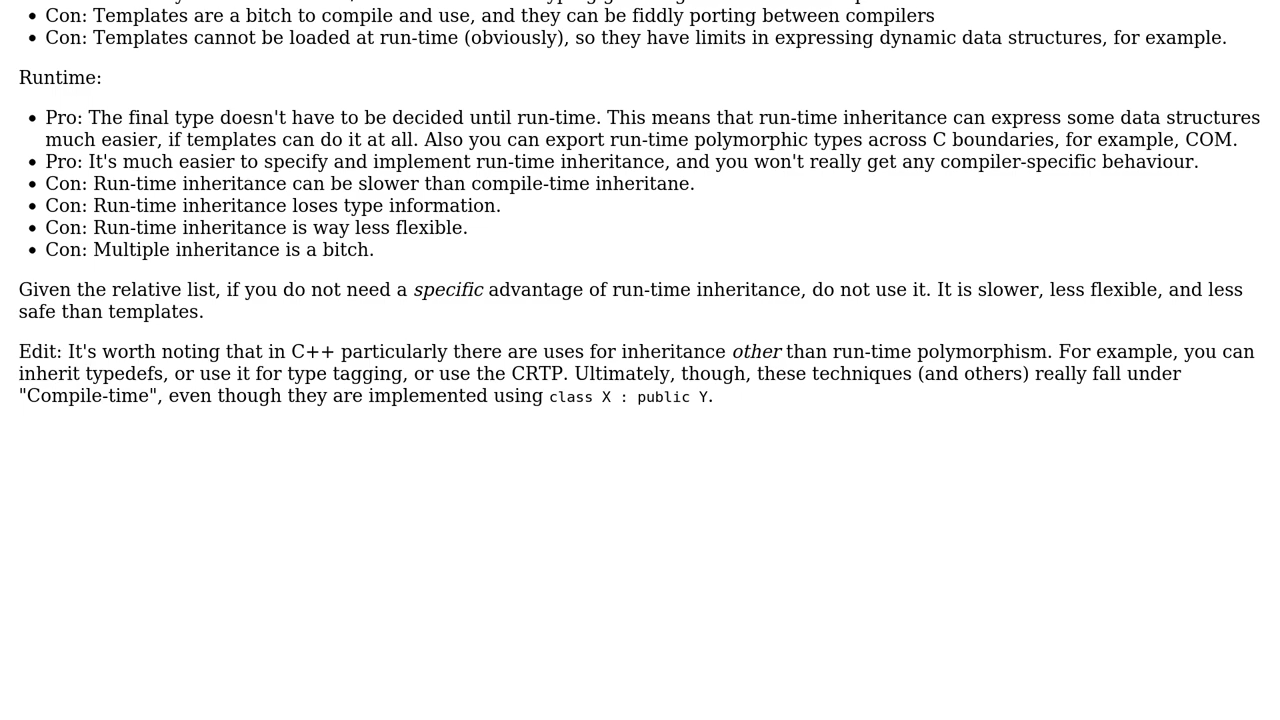 • Con: Templates are a bitch to compile and use, and they can be fiddly porting between compilers
• Con: Templates cannot be loaded at run-time (obviously), so they have limits in expressing dynamic data structures, for example.
Runtime:
• Pro: The final type doesn't have to be decided until run-time. This means that run-time inheritance can express some data structures
much easier, if templates can do it at all. Also you can export run-time polymorphic types across C boundaries, for example, COM.
• Pro: It's much easier to specify and implement run-time inheritance, and you won't really get any compiler-specific behaviour.
• Con: Run-time inheritance can be slower than compile-time inheritane.
• Con: Run-time inheritance loses type information.
• Con: Run-time inheritance is way less flexible.
• Con: Multiple inheritance is a bitch.
Given the relative list, if you do not need a specific advantage of run-time inheritance, do not use it. It is slower, less flexible, and less
safe than templates.
Edit: It's worth noting that in C++ particularly there are uses for inheritance other than run-time polymorphism. For example, you can
inherit typedefs, or use it for type tagging, or use the CRTP. Ultimately, though, these techniques (and others) really fall under
"Compile-time", even though they are implemented using class X : public Y.